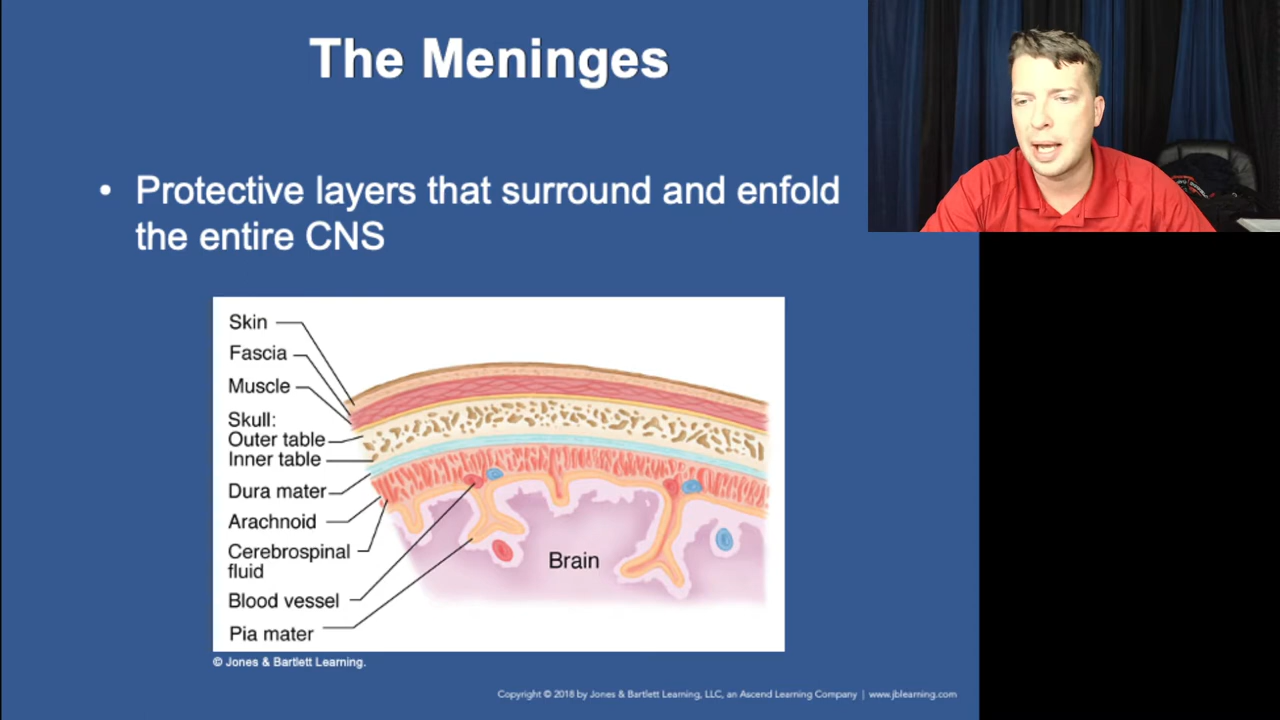 The Meninges
• Protective layers that surround and enfold
the entire CNS
Skin
Fascia
Muscle
Skull:
Outer table
Inner table
Dura mater
Arachnoid
Cerebrospinal
fluid
Blood vessel
Pia mater
Brain
© Jones & Bartlett Learning.
Copyright © 2018 by Jones & Bartlett Learning, LLC, an Ascend Learning Company | www.jblearning.com